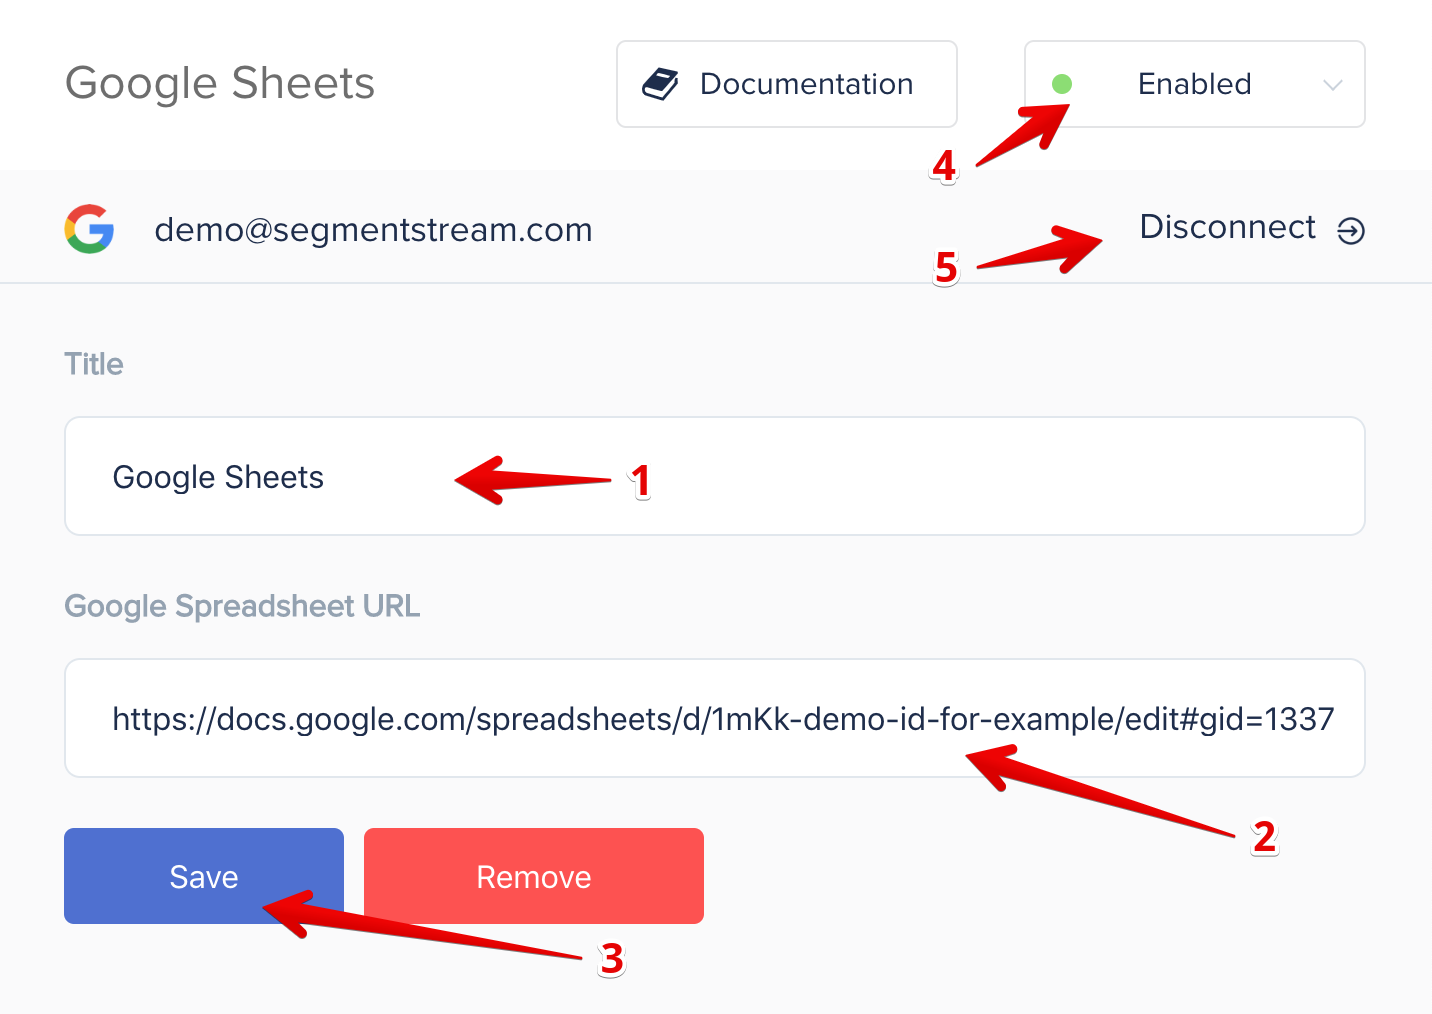 Google Sheets
Documentation
Enabled
4
demo@segmentstream.com
Disconnect
5
Title
Google Sheets
1
Google Spreadsheet URL
https://docs.google.com/spreadsheets/d/1mKk-demo-id-for-example/edit#gid=1337
2
Save
Remove
3